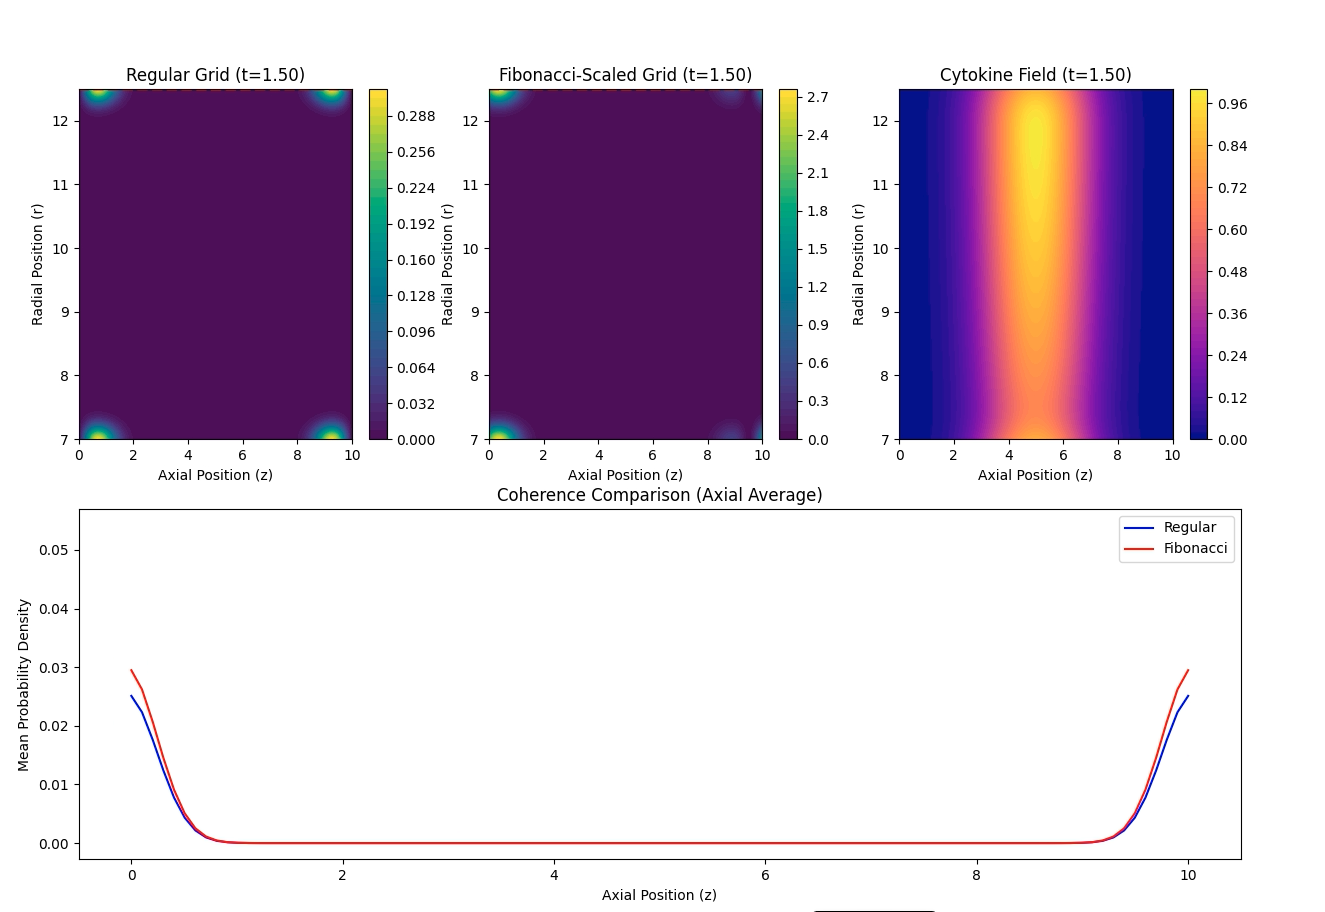 Regular Grid (t=1.50)
Fibonacci-Scaled Grid (t=1.50)
Cytokine Field (t=1.50)
Radial Position (r)
12
11
10
9
8
7
0 2 4 6 8 10
Axial Position (z)
0.288
0.256
0.224
0.192
0.160
0.128
0.096
0.064
0.032
0.000
Radial Position (r)
12
11
10
9
8
7
0 2 4 6 8 10
Axial Position (z)
2.7
2.4
2.1
1.8
1.5
1.2
0.9
0.6
0.3
0.0
Radial Position (r)
12
11
10
9
8
7
0 2 4 6 8 10
Axial Position (z)
0.96
0.84
0.72
0.60
0.48
0.36
0.24
0.12
0.00
Coherence Comparison (Axial Average)
Regular
Fibonacci
Mean Probability Density
0.05
0.04
0.03
0.02
0.01
0.00
0 2 4 6 8 10
Axial Position (z)